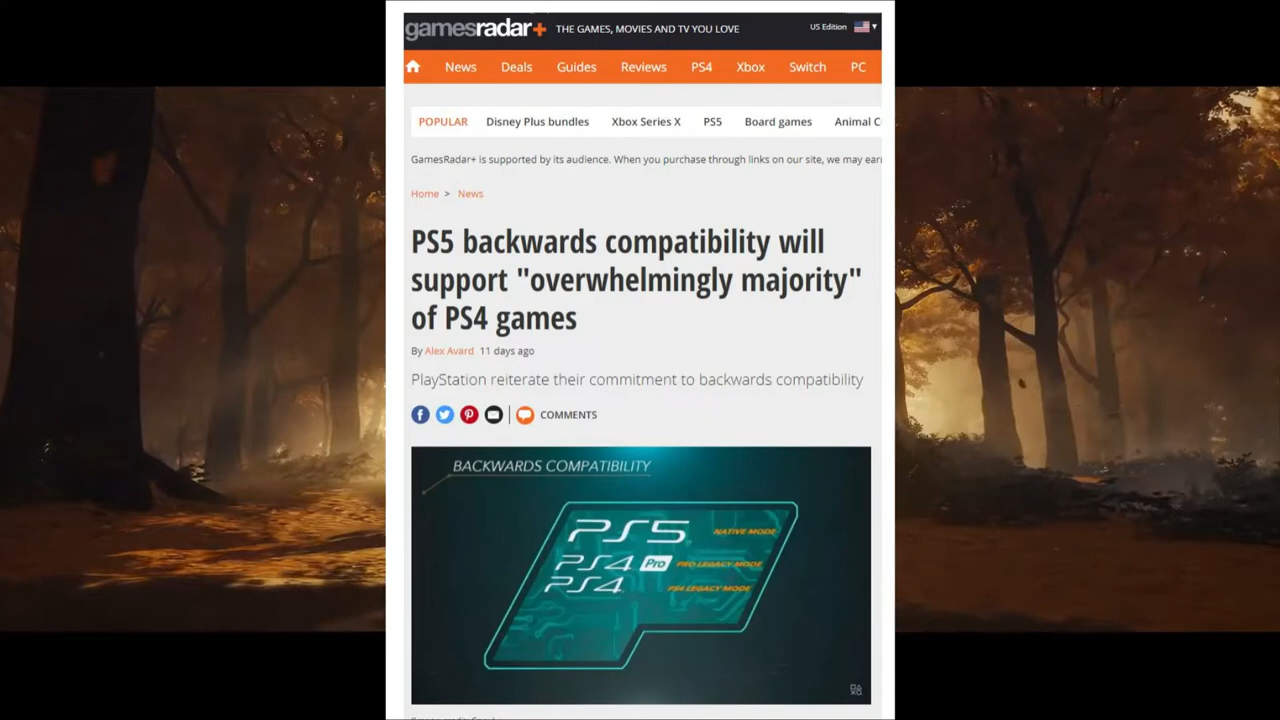 gamesradar+ THE GAMES, MOVIES AND TV YOU LOVE US Edition
News Deals Guides Reviews PS4 Xbox Switch PC
POPULAR Disney Plus bundles Xbox Series X PS5 Board games Animal C
GamesRadar+ is supported by its audience. When you purchase through links on our site, we may earn
Home > News
PS5 backwards compatibility will
support "overwhelmingly majority"
of PS4 games
By Alex Avard 11 days ago
PlayStation reiterate their commitment to backwards compatibility
COMMENTS
BACKWARDS COMPATIBILITY
PS5 NATIVE MODE
PS4 Pro PRO LEGACY MODE
PS4 PS4 LEGACY MODE